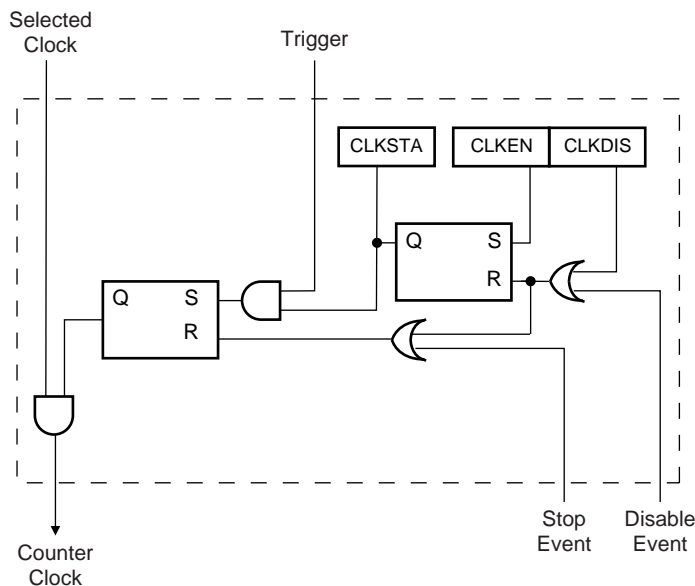 Selected
Clock
Trigger
CLKSTA
CLKEN
CLKDIS
Q
S
R
Q
S
R
Counter
Clock
Stop
Event
Disable
Event